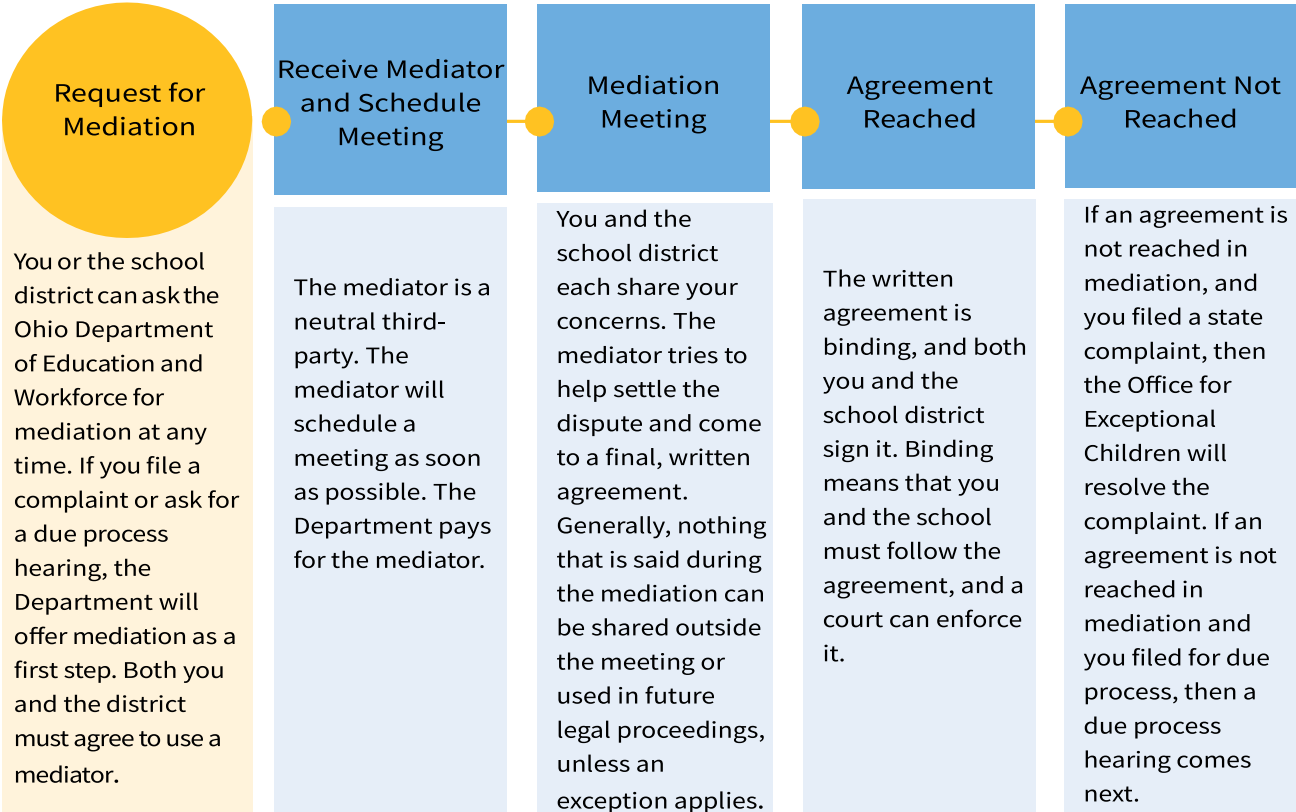 Request for
Mediation
You or the school
district can ask the
Ohio Department
of Education and
Workforce for
mediation at any
time. If you file a
complaint or ask for
a due process
hearing, the
Department will
offer mediation as a
first step. Both you
and the district
must agree to use a
mediator.
Receive Mediator
and Schedule
Meeting
The mediator is a
neutral third-
party. The
mediator will
schedule a
meeting as soon
as possible. The
Department pays
for the mediator.
Mediation
Meeting
You and the
school district
each share your
concerns. The
mediator tries to
help settle the
dispute and come
to a final, written
agreement.
Generally, nothing
that is said during
the mediation can
be shared outside
the meeting or
used in future
legal proceedings,
unless an
exception applies.
Agreement
Reached
The written
agreement is
binding, and both
you and the
school district
sign it. Binding
means that you
and the school
must follow the
agreement, and a
court can enforce
it.
Agreement Not
Reached
If an agreement is
not reached in
mediation, and
you filed a state
complaint, then
the Office for
Exceptional
Children will
resolve the
complaint. If an
agreement is not
reached in
mediation and
you filed for due
process, then a
due process
hearing comes
next.